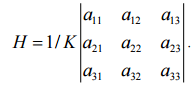 a₁₁ a₁₂ a₁₃
H = 1/K |a₂₁ a₂₂ a₂₃|.
a₃₁ a₃₂ a₃₃